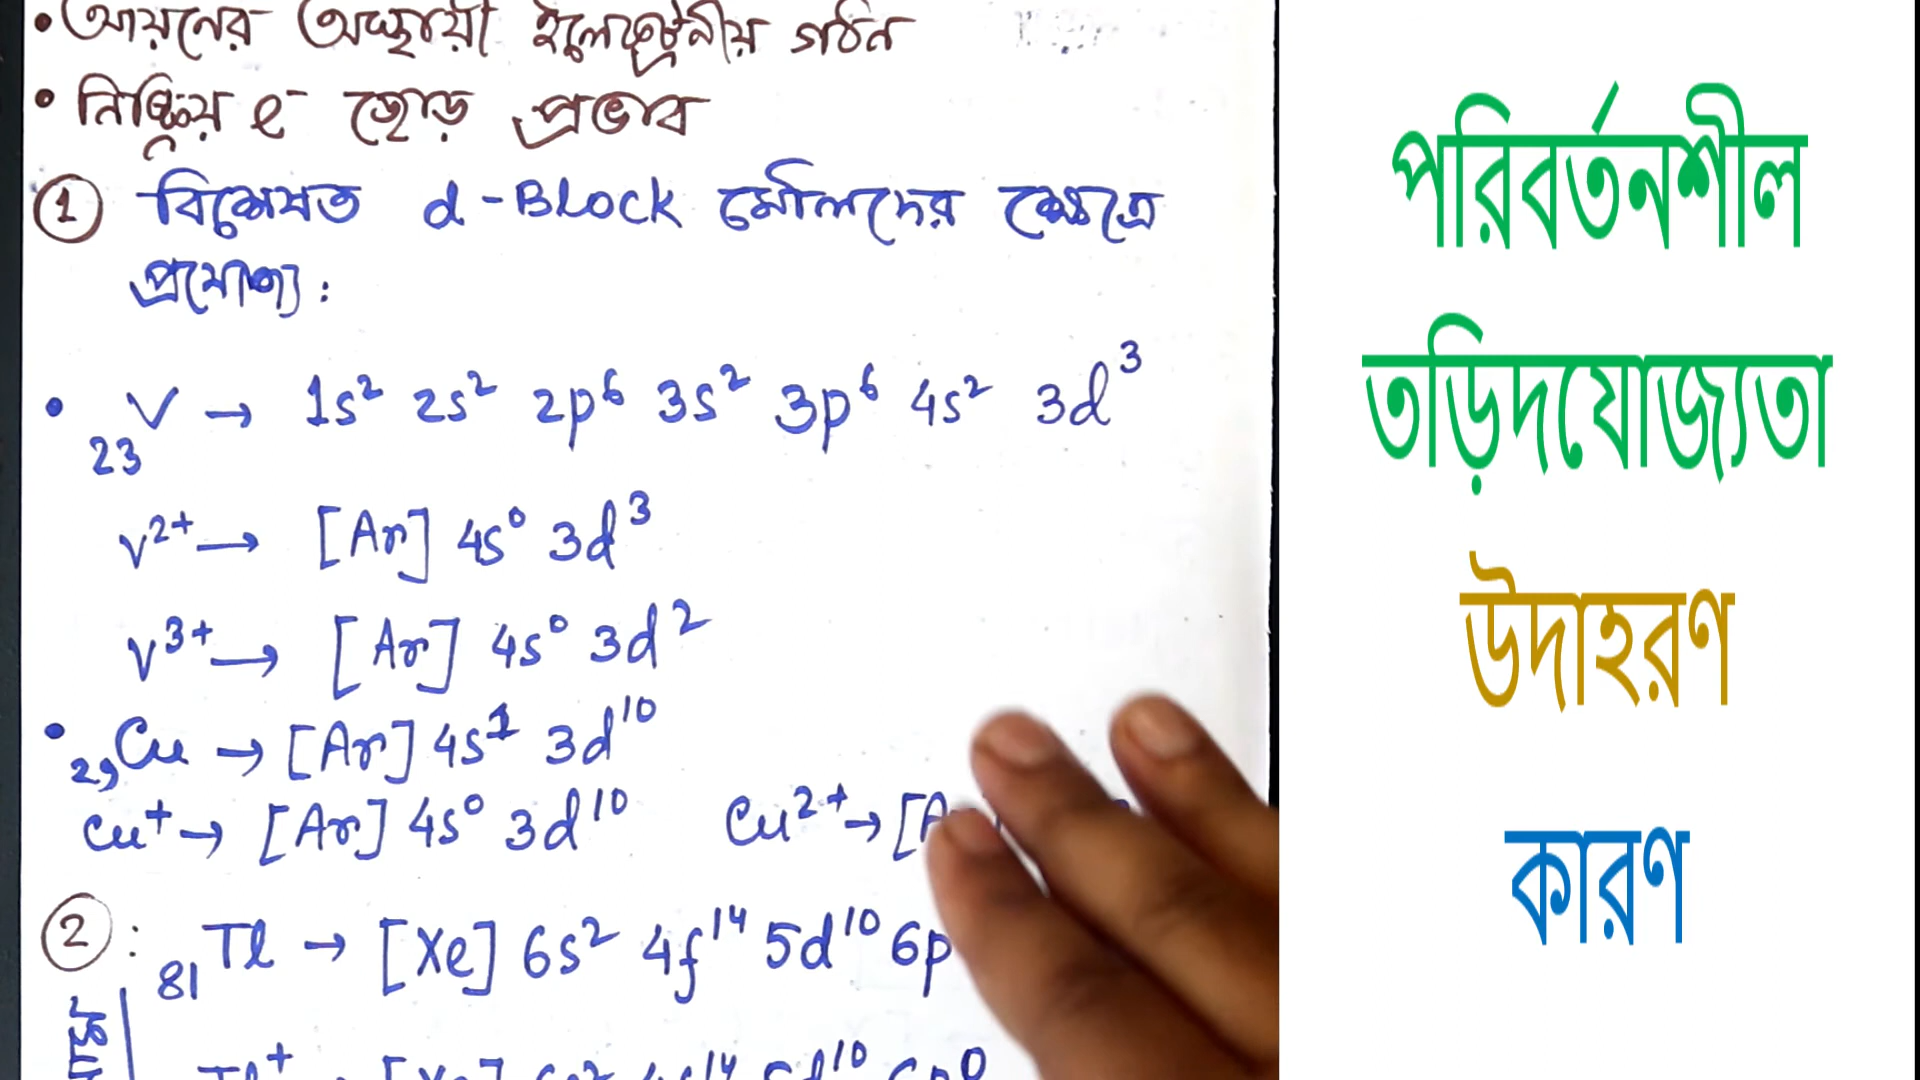 • আয়নের অস্থায়ী ইলেকট্রনীয় গঠন
• নিষ্ক্রিয় e⁻ জোড় প্রভাব
① বিশেষত d-Block মৌলদের ক্ষেত্রে
প্রযোজ্য :
• ₂₃V → 1s² 2s² 2p⁶ 3s² 3p⁶ 4s² 3d³
V²⁺ → [Ar] 4s⁰ 3d³
V³⁺ → [Ar] 4s⁰ 3d²
• ₂₉Cu → [Ar] 4s¹ 3d¹⁰
Cu⁺ → [Ar] 4s⁰ 3d¹⁰ Cu²⁺ → [A
② : ₈₁Tl → [Xe] 6s² 4f¹⁴ 5d¹⁰ 6p
পরিবর্তনশীল
তড়িদযোজ্যতা
উদাহরণ
কারণ